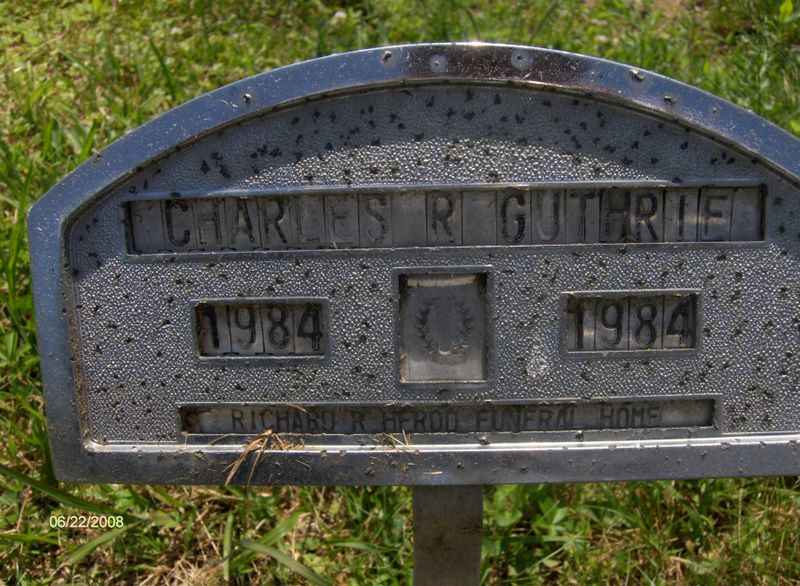 CHARLES R GUTHRIE
1984 1984
RICHARD R HEROD FUNERAL HOME
06/22/2008